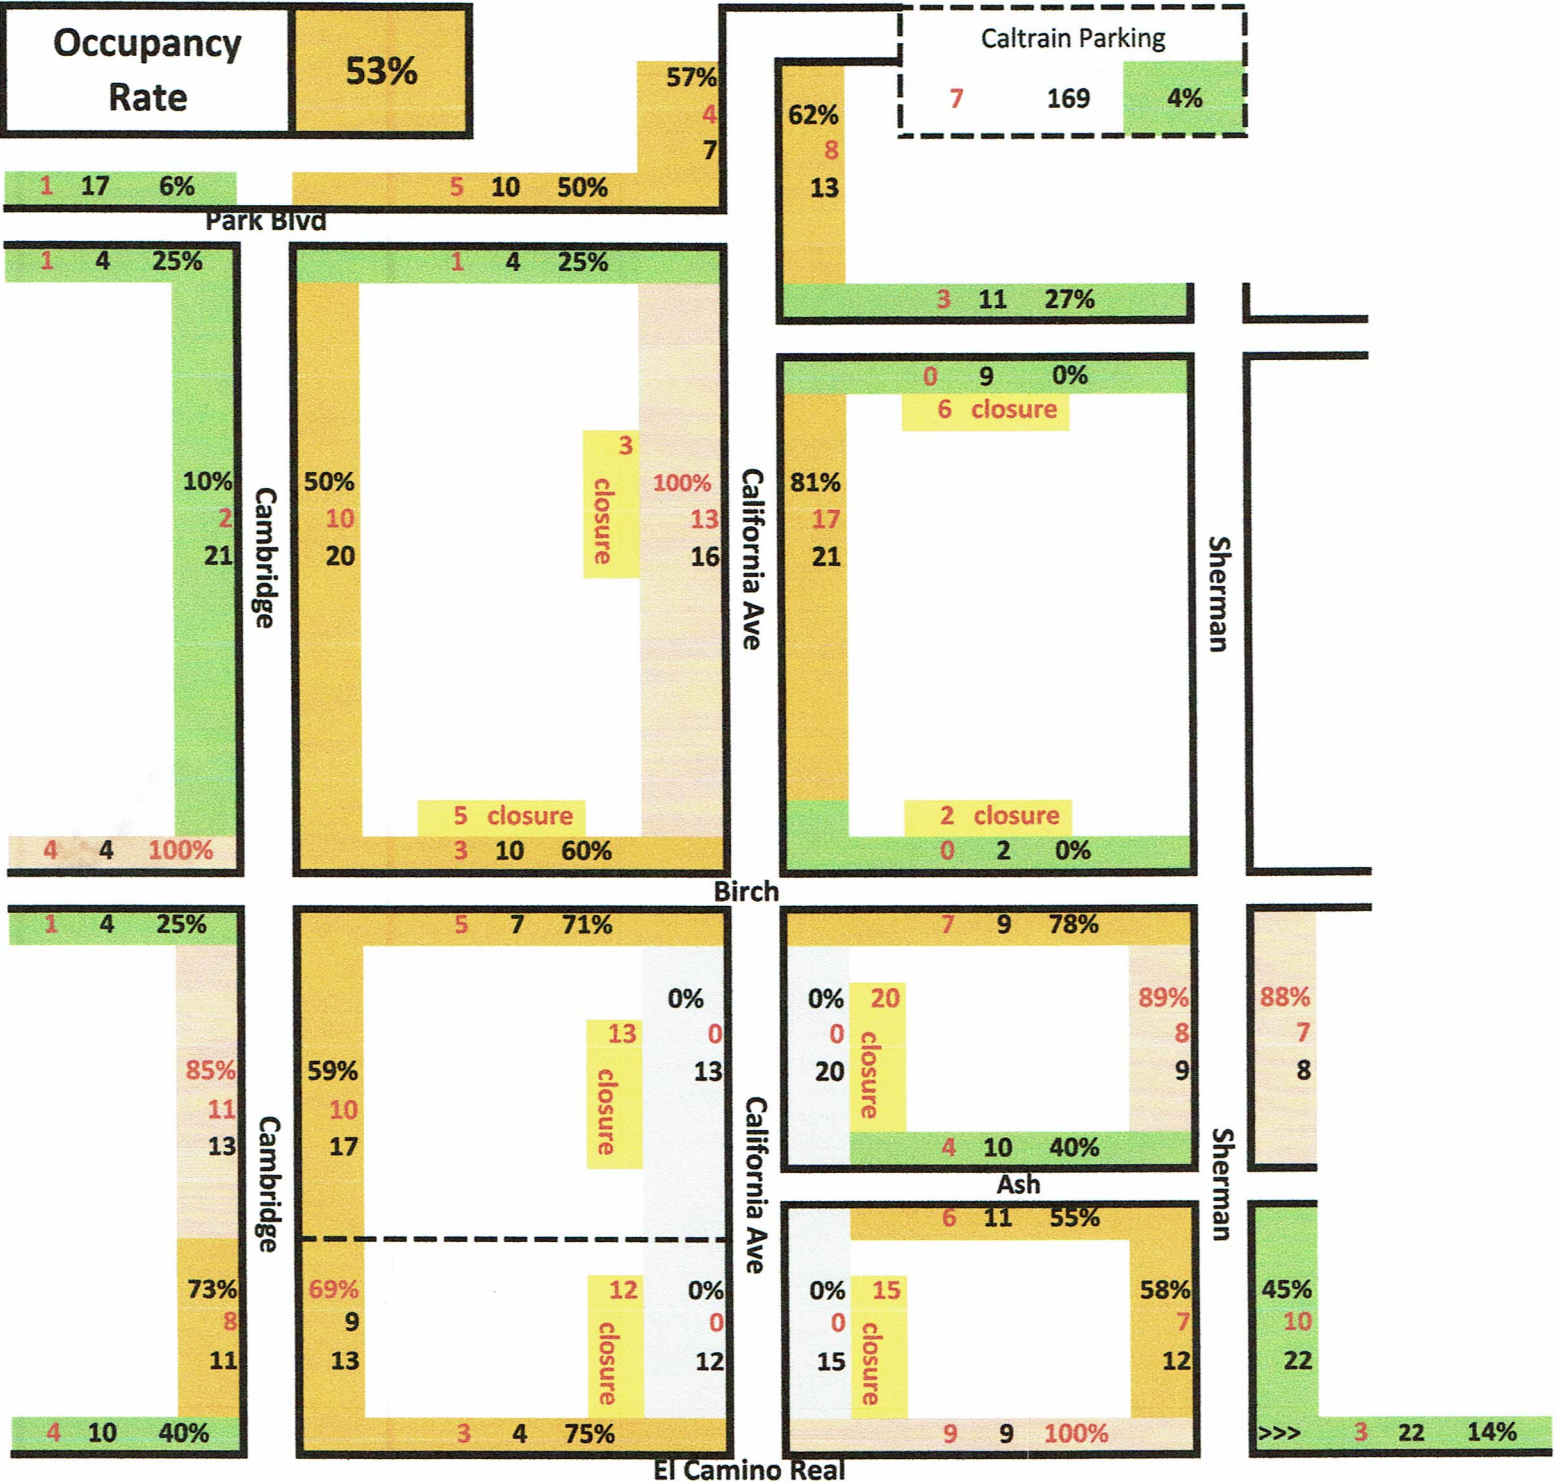 Occupancy
Rate
53%
57%
4
7
Caltrain Parking
7 169 4%
62%
8
13
1 17 6%
5 10 50%
Park Blvd
1 4 25%
1 4 25%
3 11 27%
0 9 0%
6 closure
10%
2
21
Cambridge
50%
10
20
3
closure
100%
13
16
California Ave
81%
17
21
Sherman
5 closure
2 closure
4 4 100%
3 10 60%
0 2 0%
Birch
1 4 25%
5 7 71%
7 9 78%
85%
11
13
Cambridge
59%
10
17
13
closure
0%
0
13
California Ave
0%
0
20
20
closure
89%
8
9
88%
7
8
4 10 40%
Ash
Sherman
6 11 55%
73%
8
11
69%
9
13
12
closure
0%
0
12
0%
0
15
15
closure
58%
7
12
45%
10
22
4 10 40%
3 4 75%
9 9 100%
>>> 3 22 14%
El Camino Real